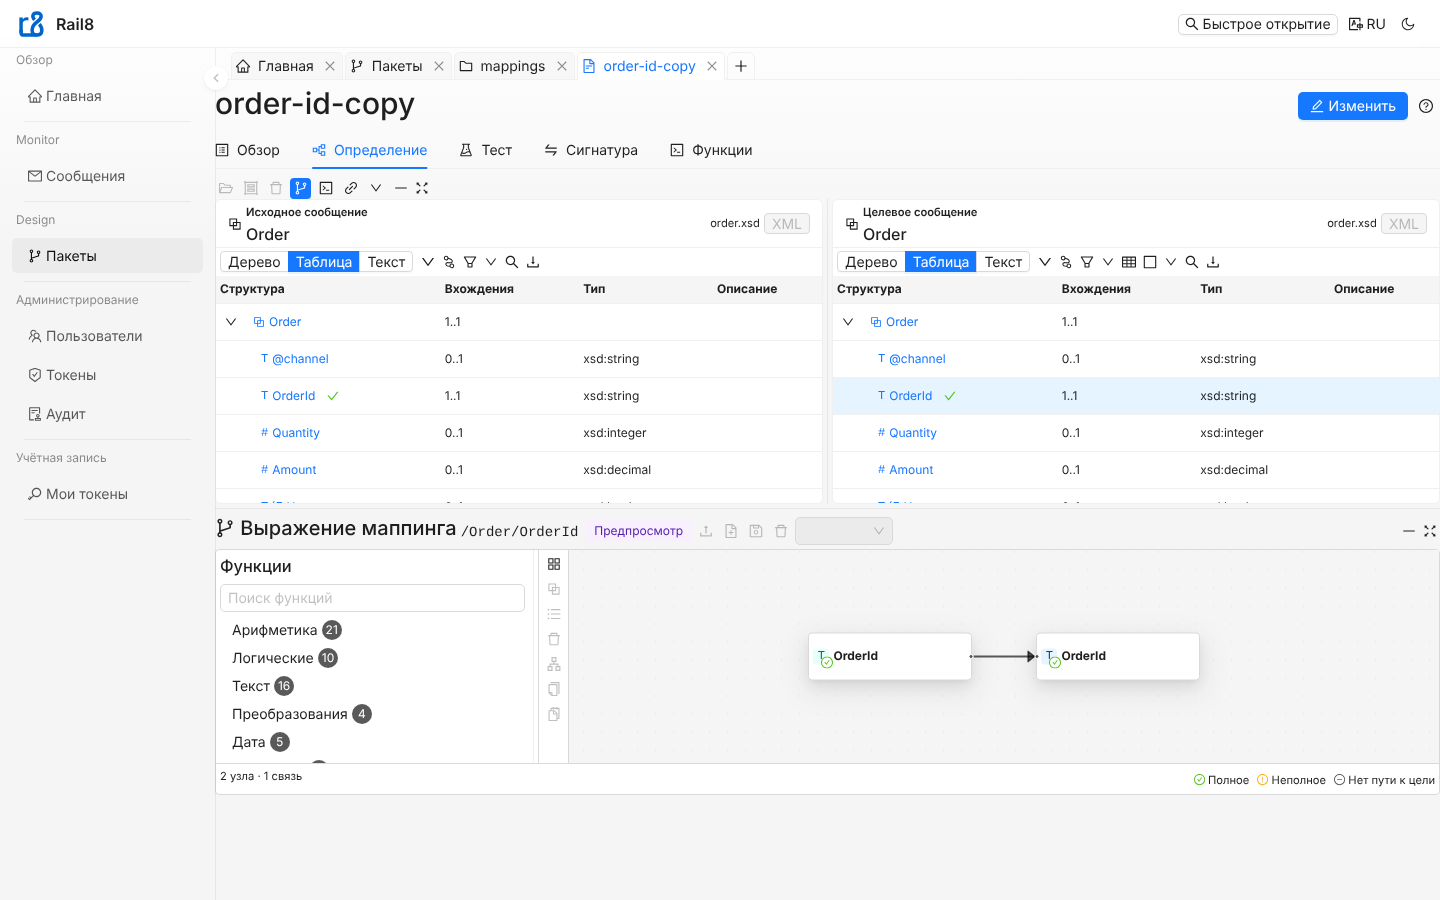 Rail8
Быстрое открытие
RU
Обзор
Главная
Monitor
Сообщения
Design
Пакеты
Администрирование
Пользователи
Токены
Аудит
Учётная запись
Мои токены
Главная
Пакеты
mappings
order-id-copy
order-id-copy
Изменить
Обзор
Определение
Тест
Сигнатура
Функции
Исходное сообщение
Order
order.xsd XML
Дерево Таблица Текст
Структура Вхождения Тип Описание
Order 1..1
T @channel 0..1 xsd:string
T OrderId 1..1 xsd:string
# Quantity 0..1 xsd:integer
# Amount 0..1 xsd:decimal
Целевое сообщение
Order
order.xsd XML
Дерево Таблица Текст
Структура Вхождения Тип Описание
Order 1..1
T @channel 0..1 xsd:string
T OrderId 1..1 xsd:string
# Quantity 0..1 xsd:integer
# Amount 0..1 xsd:decimal
Выражение маппинга /Order/OrderId Предпросмотр
Функции
Поиск функций
Арифметика 21
Логические 10
Текст 16
Преобразования 4
Дата 5
T OrderId
T OrderId
2 узла · 1 связь
Полное Неполное Нет пути к цели